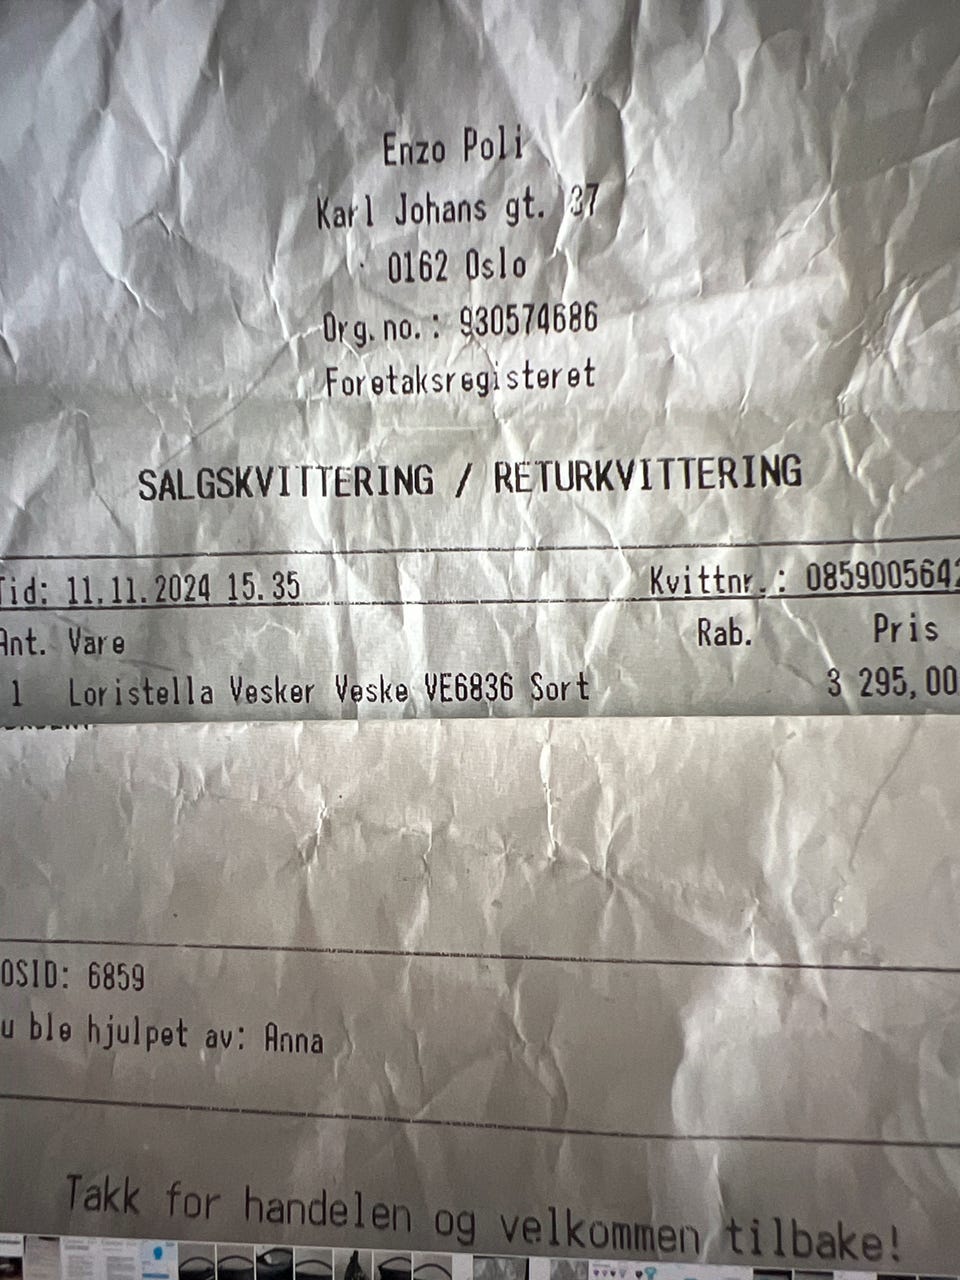 Enzo Poli
Karl Johans gt. 37
0162 Oslo
Org.no.: 930574686
Foretaksregisteret
SALGSKVITTERING / RETURKVITTERING
Tid: 11.11.2024 15.35 Kvittnr.: 0859005642
Ant. Vare Rab. Pris
1 Loristella Vesker Veske VE6836 Sort 3 295,00
OSID: 6859
u ble hjulpet av: Anna
Takk for handelen og velkommen tilbake!